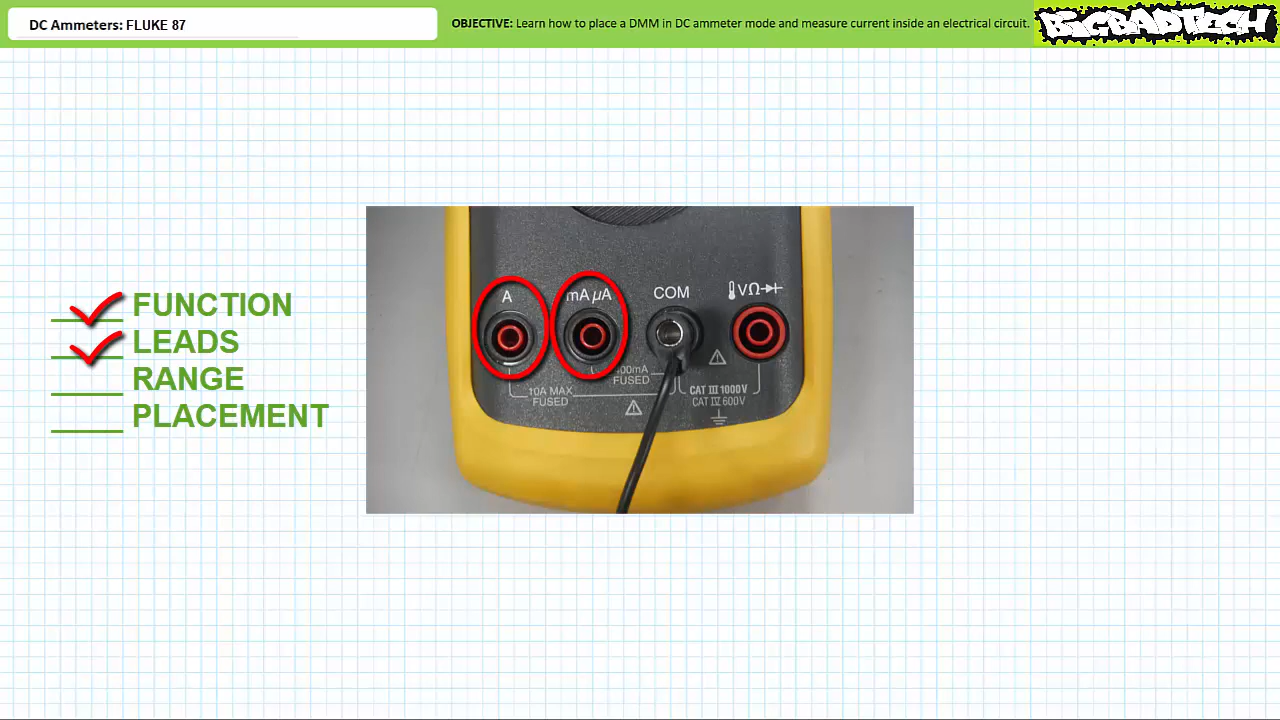 DC Ammeters: FLUKE 87
OBJECTIVE: Learn how to place a DMM in DC ammeter mode and measure current inside an electrical circuit.
BIGBADTECH
FUNCTION
LEADS
RANGE
PLACEMENT
A
mA µA
COM
VΩ
400mA
FUSED
10A MAX
FUSED
CAT III 1000V
CAT IV 600V